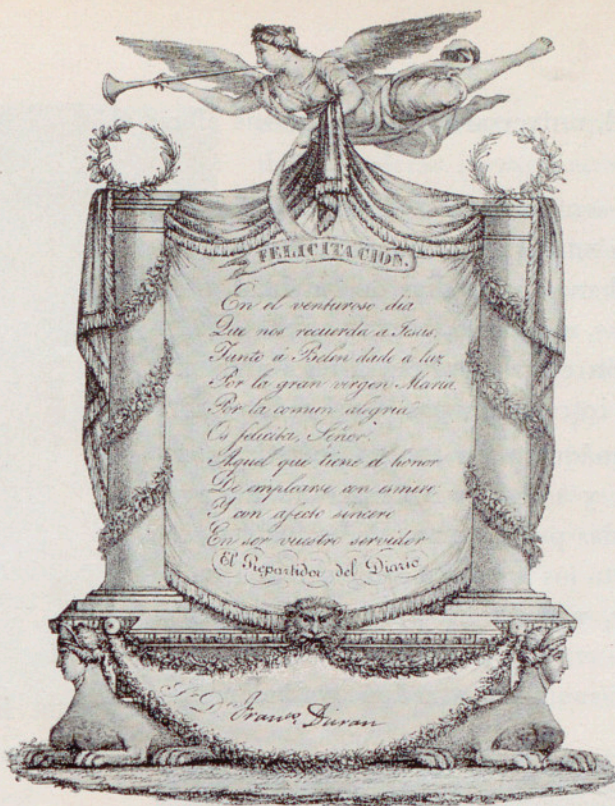 FELICITACION.
En el venturoso dia
Que nos recuerda a Jesus,
Junto á Belen dado a luz
Por la gran virgen Maria.
Por la comun alegria
Os felicita, Señor.
Aquel que tiene el honor
De emplearse con esmero;
Y con afecto sincero
En ser vuestro servidor
El Repartidor del Diario
Sr. Dn. Franco. Duran